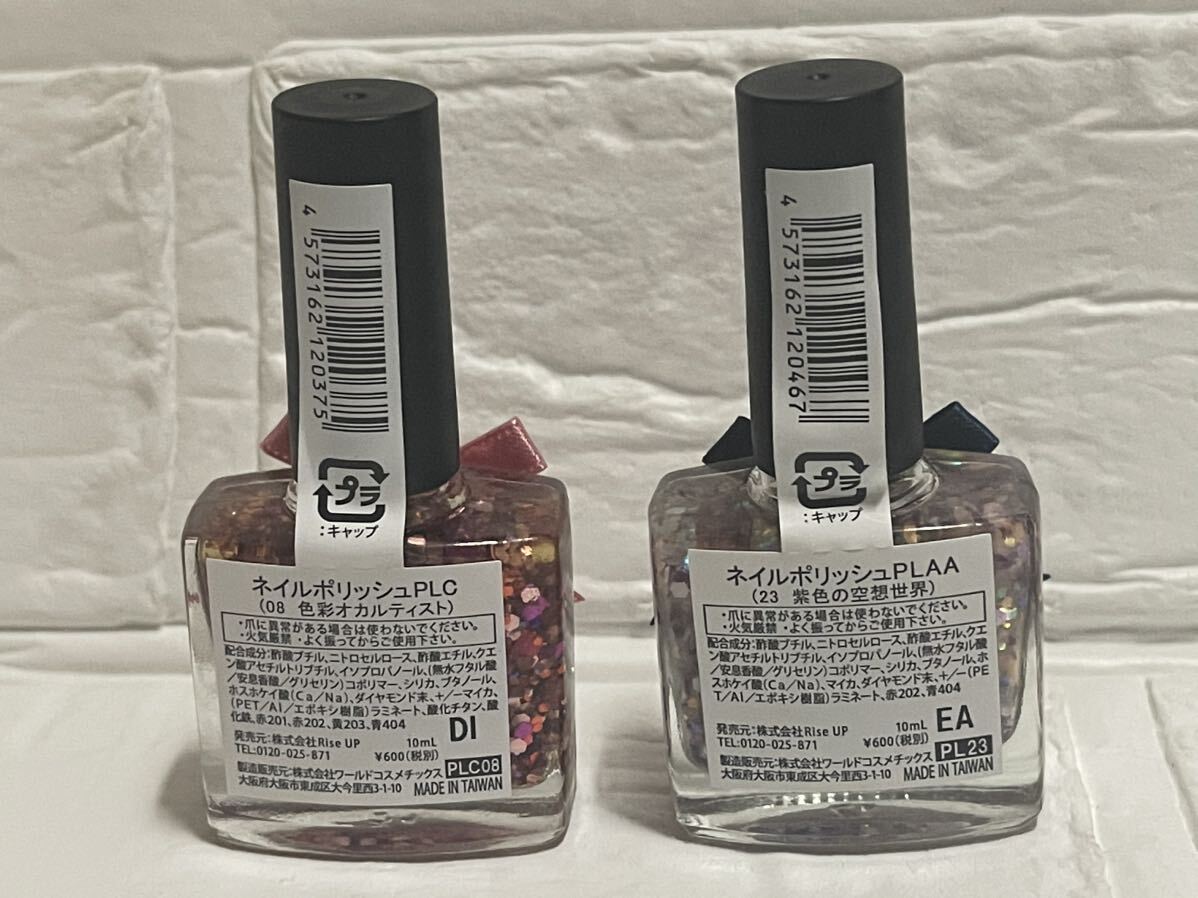 4 573162 120375
プラ
:キャップ
ネイルポリッシュPLC
(08 色彩オカルティスト)
・爪に異常がある場合は使わないでください。
・火気厳禁 ・よく振ってからご使用下さい。
配合成分:酢酸ブチル、ニトロセルロース、酢酸エチル、クエ
ン酸アセチルトリブチル、イソプロパノール、(無水フタル酸
/安息香酸/グリセリン)コポリマー、シリカ、ブタノール、
ホスホケイ酸(Ca/Na)、ダイヤモンド末、+/ーマイカ、
(PET/Al/エポキシ樹脂)ラミネート、酸化チタン、酸
化鉄、赤201、赤202、黄203、青404
DI
発売元:株式会社Rise UP 10mL
TEL:0120-025-871 ¥600(税別)
PLC08
製造販売元:株式会社ワールドコスメチックス
大阪府大阪市東成区大今里西3-1-10 MADE IN TAIWAN
4 573162 120467
プラ
:キャップ
ネイルポリッシュPLAA
(23 紫色の空想世界)
・爪に異常がある場合は使わないでください。
・火気厳禁 ・よく振ってからご使用下さい。
配合成分:酢酸ブチル、ニトロセルロース、酢酸エチル、クエ
ン酸アセチルトリブチル、イソプロパノール、(無水フタル酸
/安息香酸/グリセリン)コポリマー、シリカ、ブタノール、ホ
スホケイ酸(Ca/Na)、マイカ、ダイヤモンド末、+/ー(PE
T/Al/エポキシ樹脂)ラミネート、赤202、青404
EA
発売元:株式会社Rise UP 10mL
TEL:0120-025-871 ¥600(税別)
PL23
製造販売元:株式会社ワールドコスメチックス
大阪府大阪市東成区大今里西3-1-10 MADE IN TAIWAN